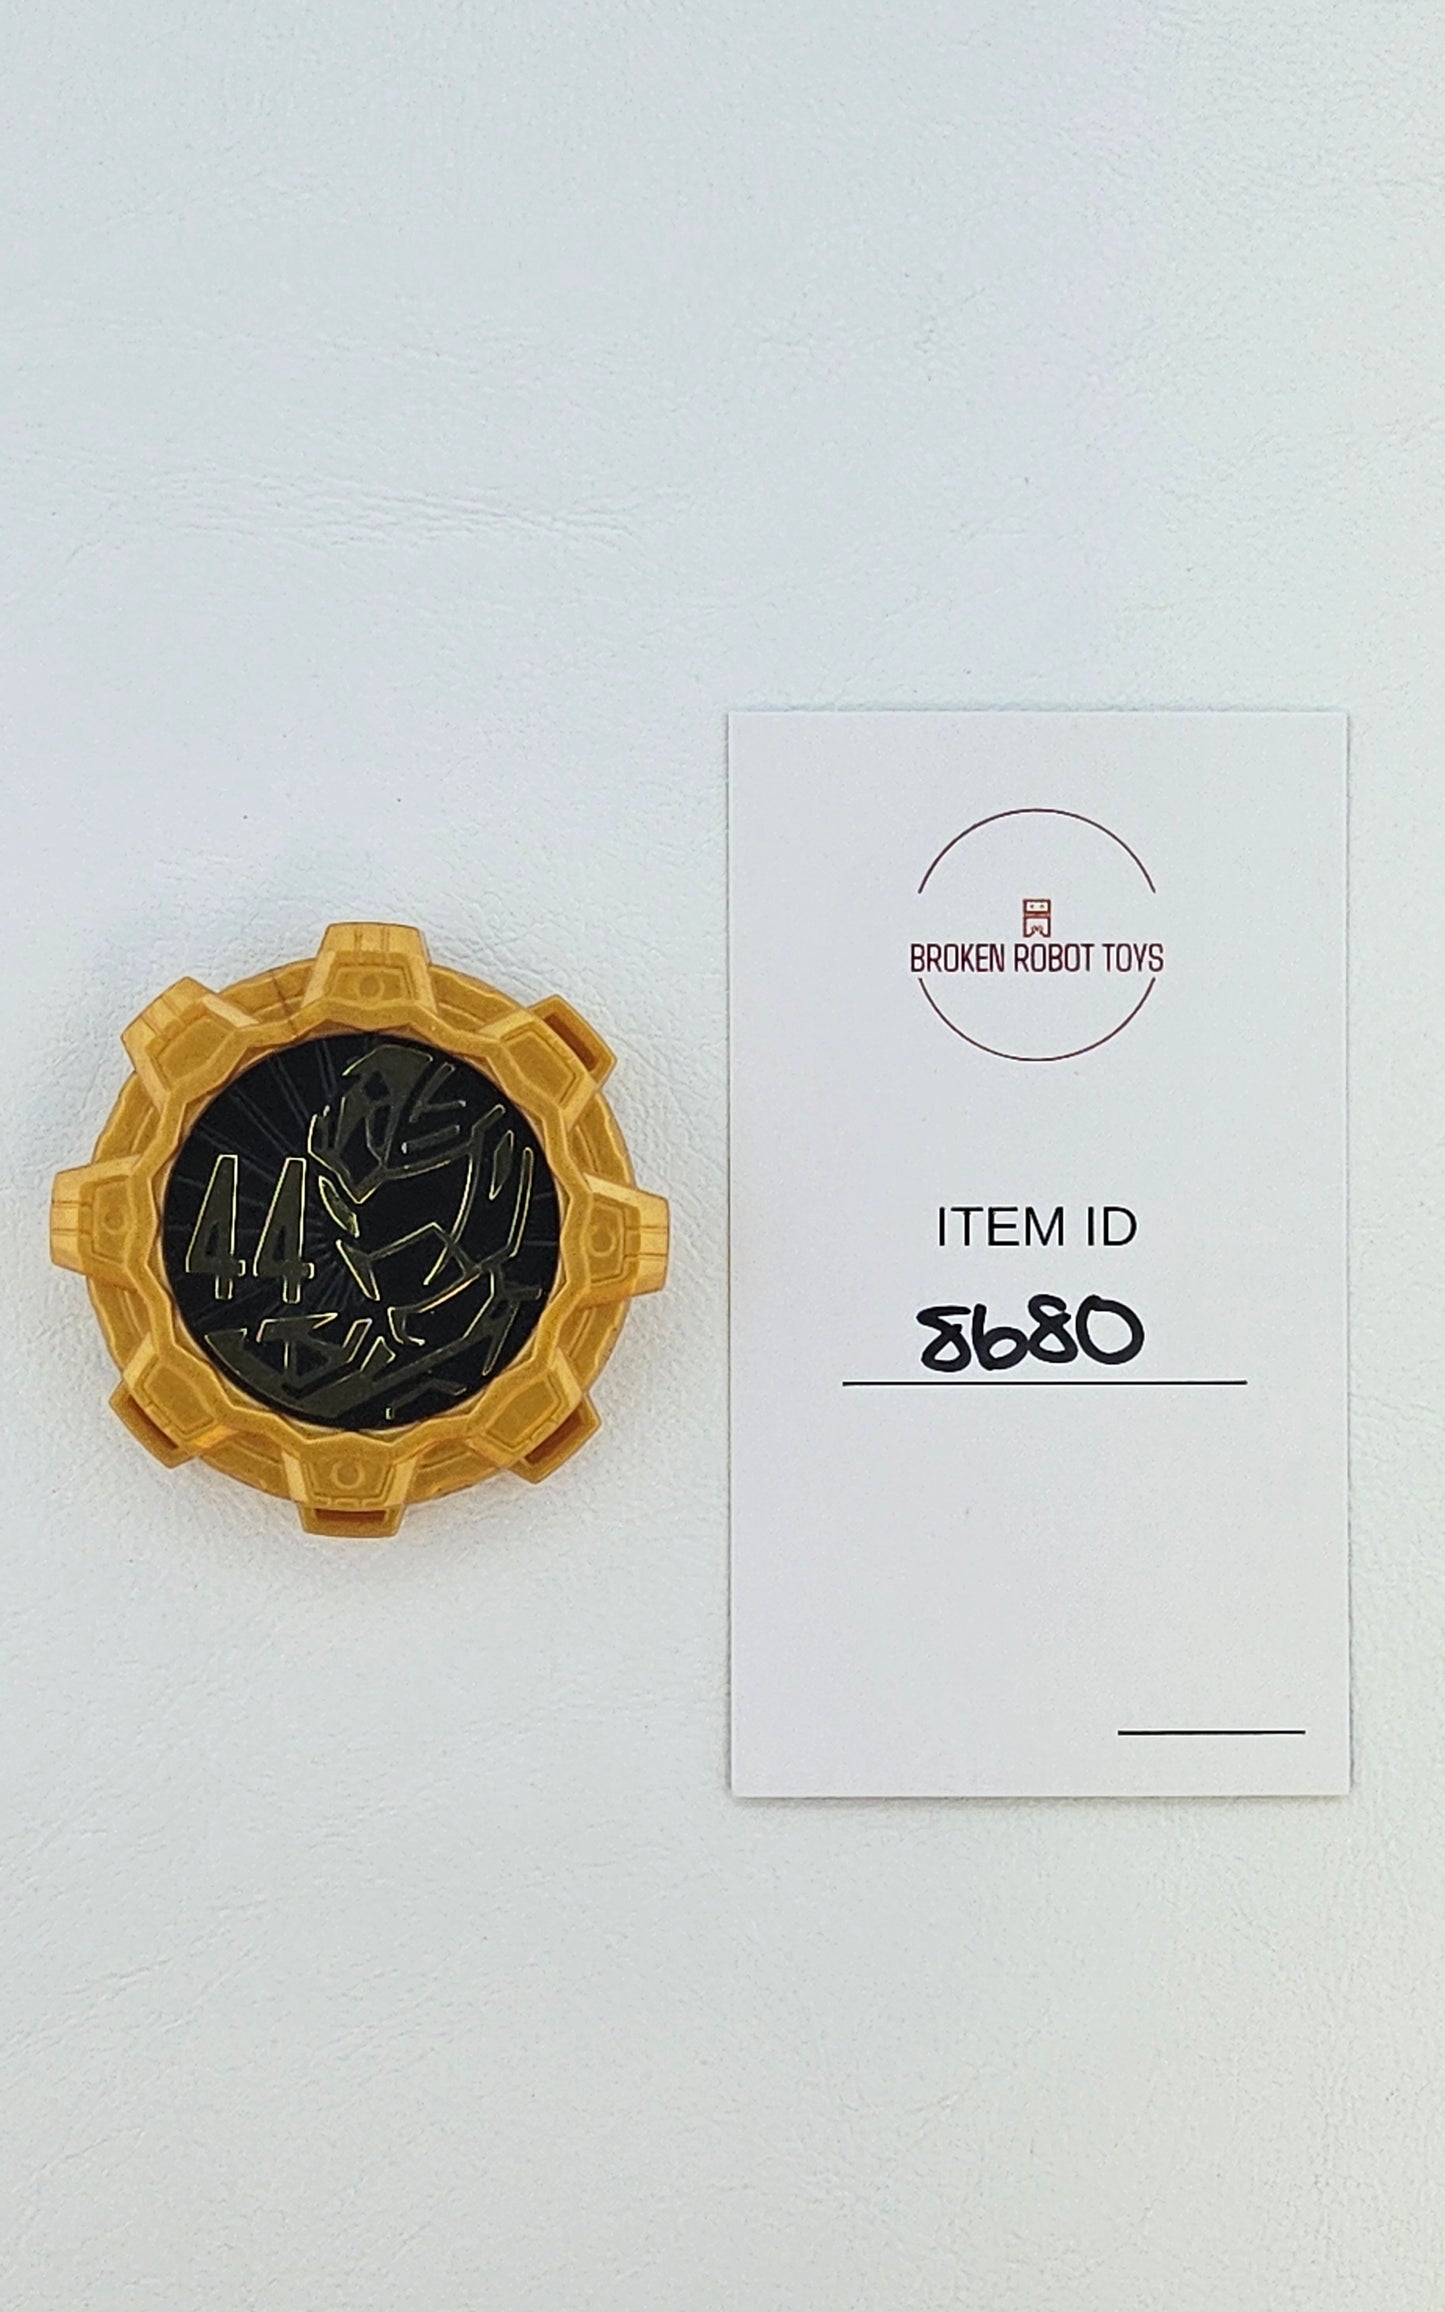 44
BROKEN ROBOT TOYS
ITEM ID
8680